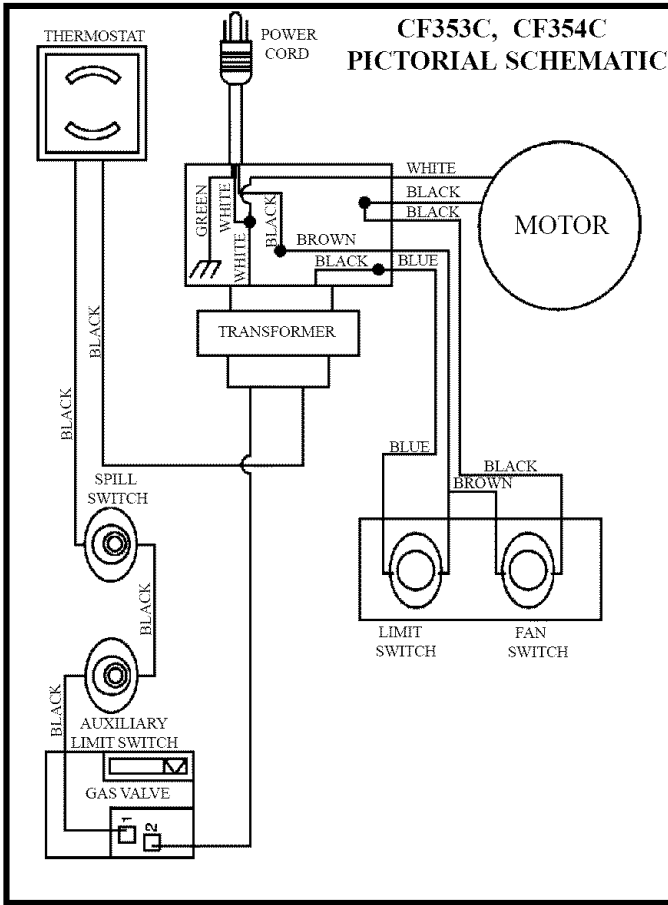 CF353C, CF354C
PICTORIAL SCHEMATIC
THERMOSTAT
POWER
CORD
WHITE
BLACK
BLACK
MOTOR
GREEN
WHITE
BLACK
WHITE
BROWN
BLACK
BLUE
TRANSFORMER
BLACK
BLACK
BLUE
BLACK
BROWN
SPILL
SWITCH
BLACK
LIMIT
SWITCH
FAN
SWITCH
BLACK
AUXILIARY
LIMIT SWITCH
GAS VALVE
1
2